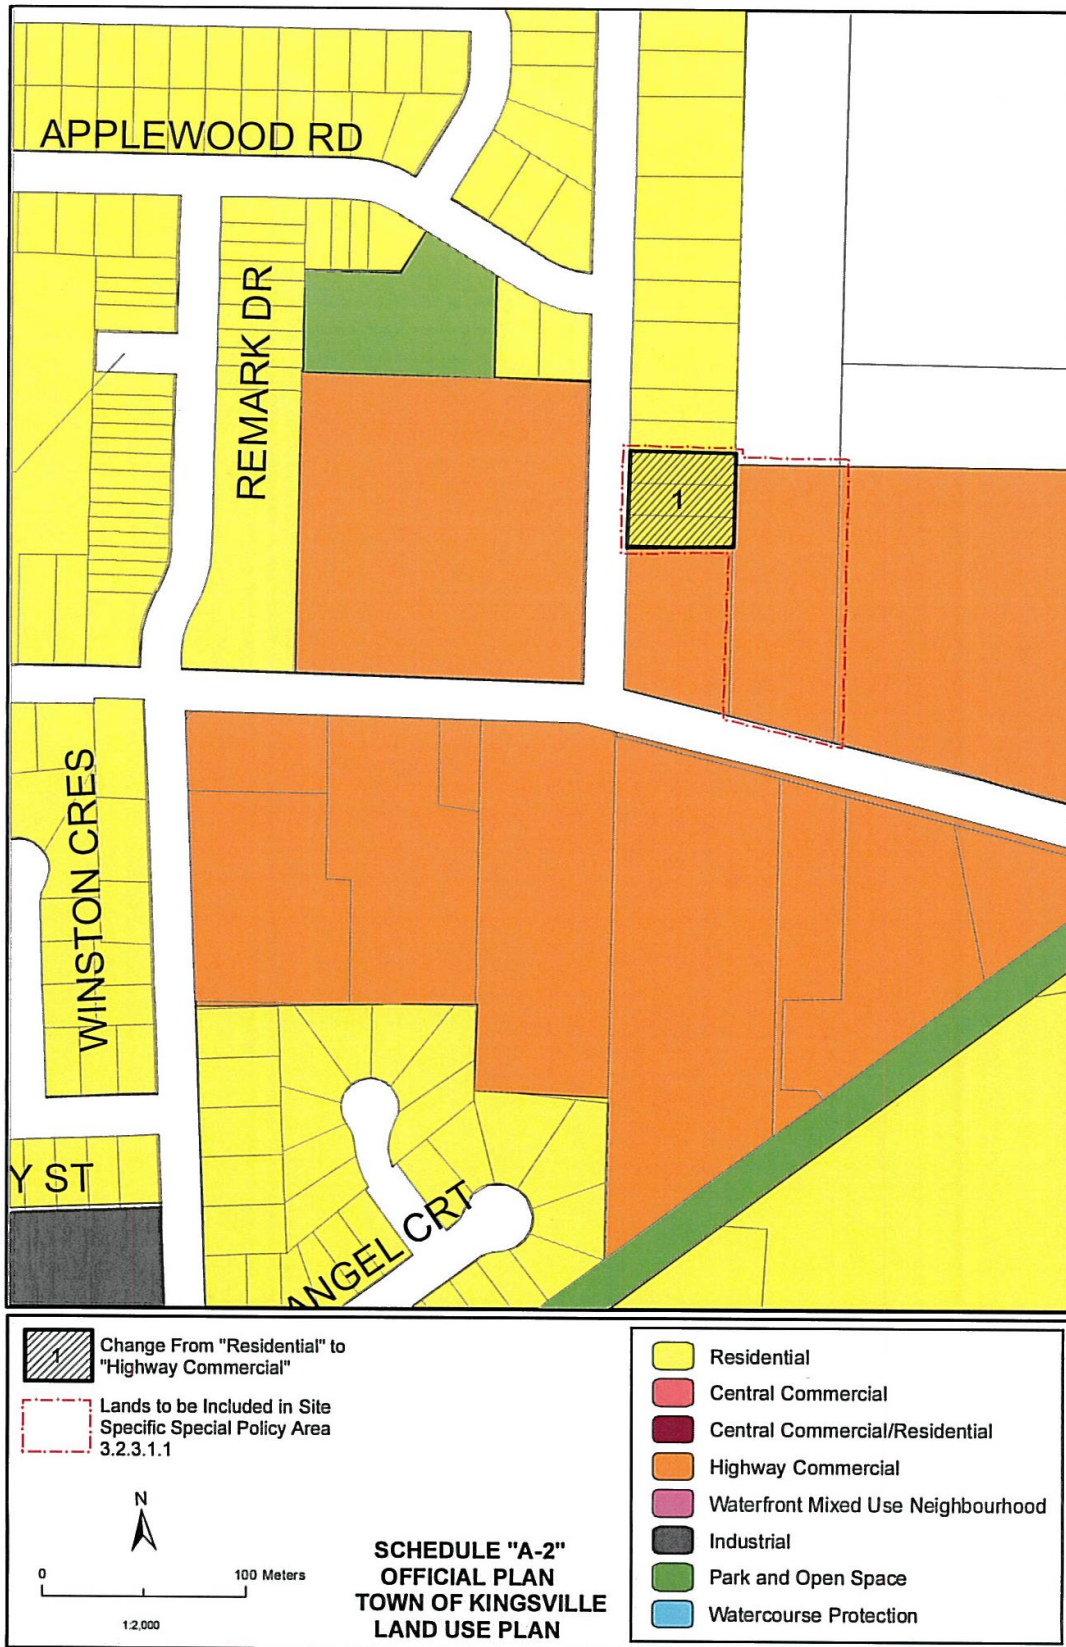 APPLEWOOD RD
REMARK DR
1
WINSTON CRES
Y ST
ANGEL CRT
1
Change From "Residential" to
"Highway Commercial"
Lands to be Included in Site
Specific Special Policy Area
3.2.3.1.1
N
0 100 Meters
1:2,000
SCHEDULE "A-2"
OFFICIAL PLAN
TOWN OF KINGSVILLE
LAND USE PLAN
Residential
Central Commercial
Central Commercial/Residential
Highway Commercial
Waterfront Mixed Use Neighbourhood
Industrial
Park and Open Space
Watercourse Protection